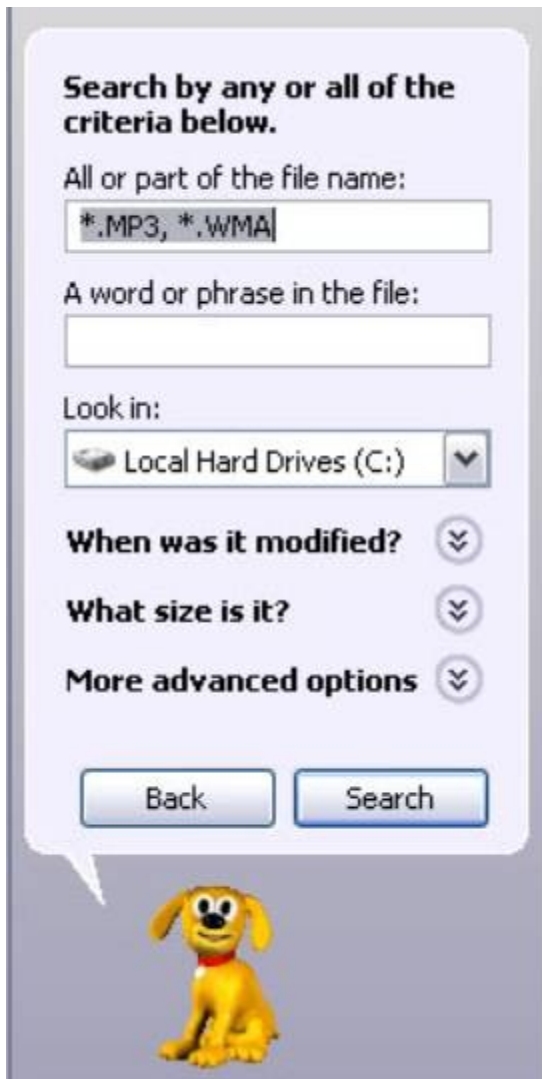 Search by any or all of the
criteria below.
All or part of the file name:
*.MP3, *.WMA
A word or phrase in the file:
Look in:
Local Hard Drives (C:)
When was it modified?
What size is it?
More advanced options
Back Search